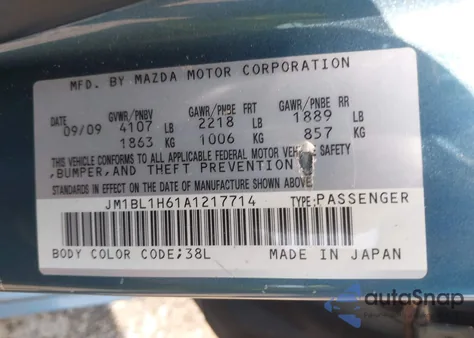 MFD. BY MAZDA MOTOR CORPORATION
DATE GVWR/PNBV GAWR/PNBE FRT GAWR/PNBE RR
09/09 4107 LB 2218 LB 1889 LB
1863 KG 1006 KG 857 KG
THIS VEHICLE CONFORMS TO ALL APPLICABLE FEDERAL MOTOR VEHICLE SAFETY
,BUMPER,AND THEFT PREVENTION
STANDARDS IN EFFECT ON THE DATE OF MANUFACTURE SHOWN ABOVE
JM1BL1H61A1217714 TYPE;PASSENGER
BODY COLOR CODE;38L MADE IN JAPAN
autoSnap